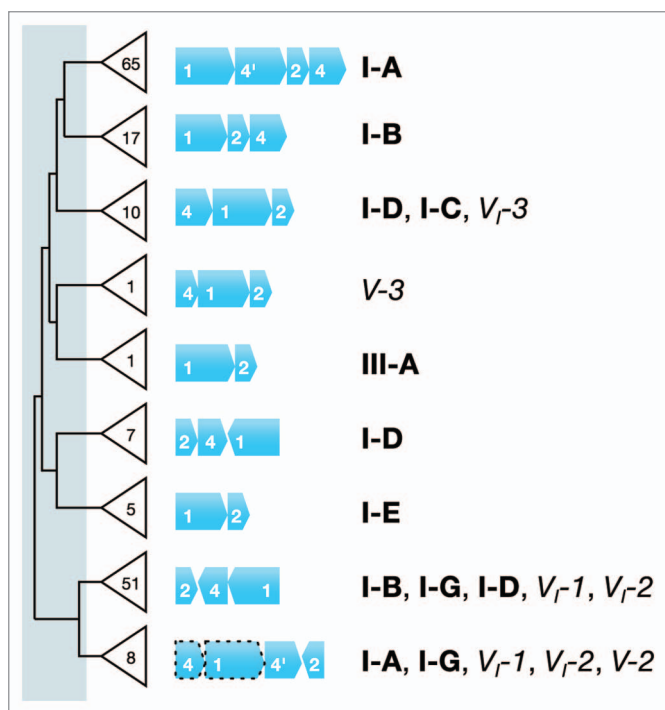 65 1 4' 2 4 I-A
17 1 2 4 I-B
10 4 1 2 I-D, I-C, V_I-3
1 4 1 2 V-3
1 1 2 III-A
7 2 4 1 I-D
5 1 2 I-E
51 2 4 1 I-B, I-G, I-D, V_I-1, V_I-2
8 4 1 4' 2 I-A, I-G, V_I-1, V_I-2, V-2